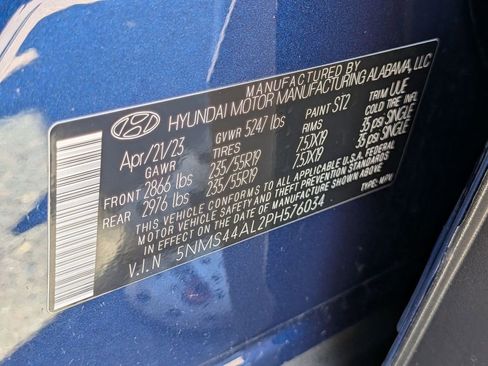 MANUFACTURED BY
HYUNDAI MOTOR MANUFACTURING ALABAMA, LLC
Apr/21/23 GVWR 5247 lbs PAINT ST2 TRIM UUE
GAWR TIRES RIMS COLD TIRE INFL
FRONT 2866 lbs 235/55R19 7.5JX19 35 psi SINGLE
REAR 2976 lbs 235/55R19 7.5JX19 35 psi SINGLE
THIS VEHICLE CONFORMS TO ALL APPLICABLE U.S.A. FEDERAL
MOTOR VEHICLE SAFETY AND BUMPER STANDARDS
IN EFFECT ON THE DATE OF MANUFACTURE SHOWN ABOVE.
V.I.N 5NMS44AL2PH576034 TYPE: MPV